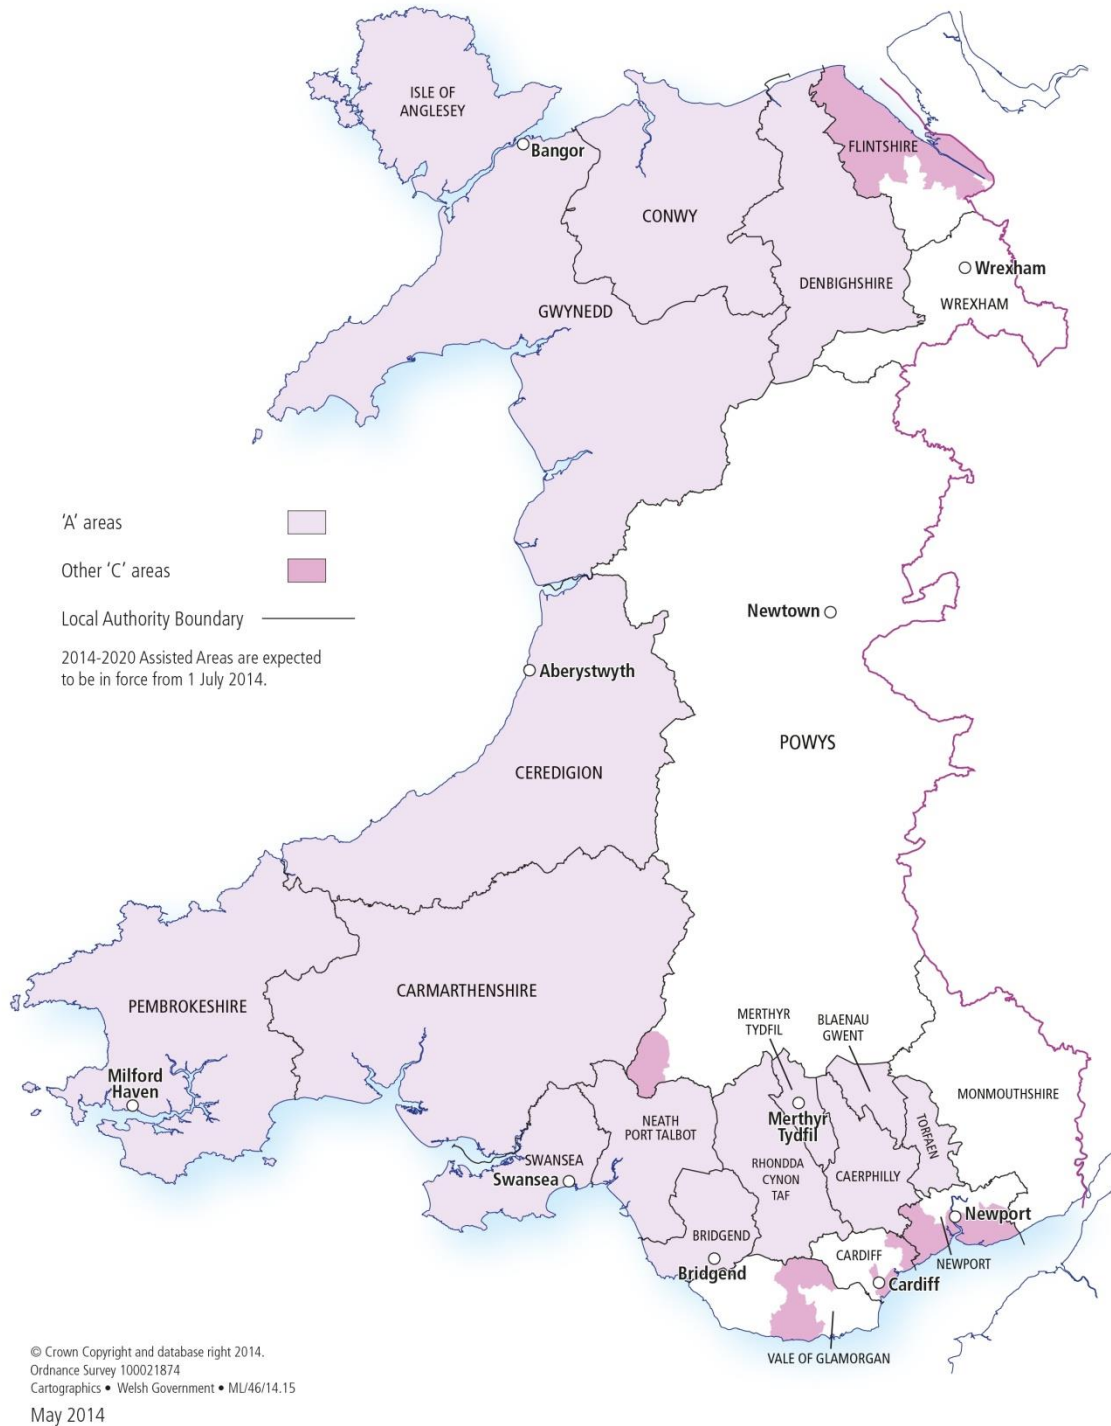 ISLE OF
ANGLESEY
Bangor
FLINTSHIRE
CONWY
Wrexham
DENBIGHSHIRE
WREXHAM
GWYNEDD
'A' areas
Other 'C' areas
Local Authority Boundary
2014-2020 Assisted Areas are expected
to be in force from 1 July 2014.
Newtown
Aberystwyth
POWYS
CEREDIGION
CARMARTHENSHIRE
PEMBROKESHIRE
MERTHYR
TYDFIL
BLAENAU
GWENT
Milford
Haven
MONMOUTHSHIRE
NEATH
PORT TALBOT
Merthyr
Tydfil
TORFAEN
SWANSEA
Swansea
RHONDDA
CYNON
TAF
CAERPHILLY
Newport
BRIDGEND
Bridgend
CARDIFF
NEWPORT
Cardiff
VALE OF GLAMORGAN
© Crown Copyright and database right 2014.
Ordnance Survey 100021874
Cartographics • Welsh Government • ML/46/14.15
May 2014